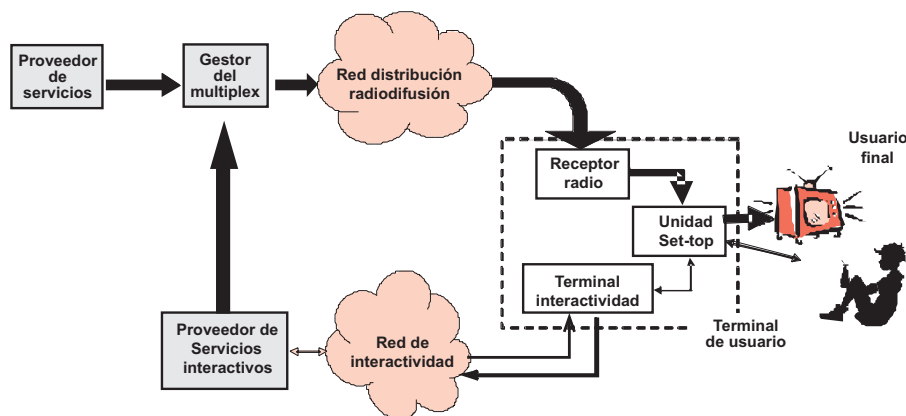 Proveedor
de
servicios
Gestor
del
multiplex
Red distribución
radiodifusión
Receptor
radio
Usuario
final
Unidad
Set-top
Terminal
interactividad
Terminal
de usuario
Proveedor de
Servicios
interactivos
Red de
interactividad